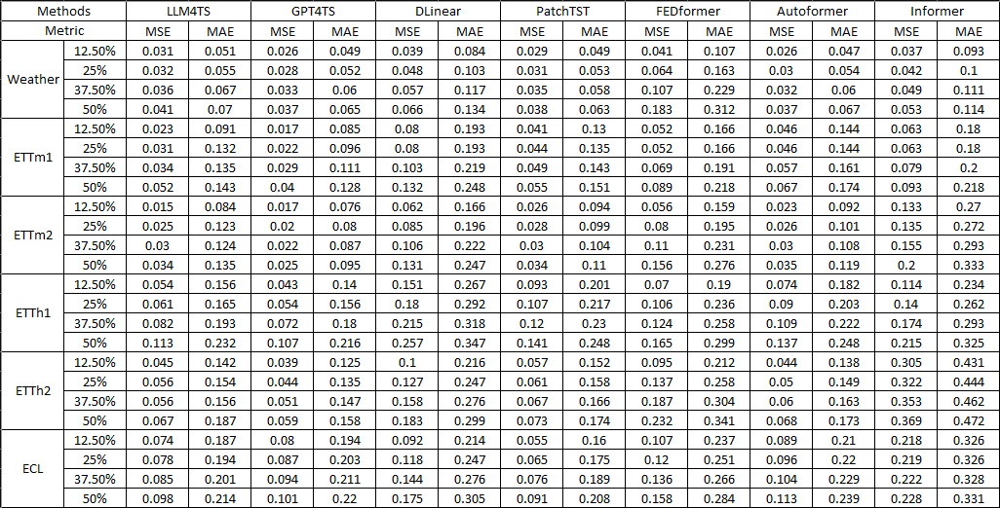 Methods LLM4TS GPT4TS DLinear PatchTST FEDformer Autoformer Informer
Metric MSE MAE MSE MAE MSE MAE MSE MAE MSE MAE MSE MAE MSE MAE
Weather 12.50% 0.031 0.051 0.026 0.049 0.039 0.084 0.029 0.049 0.041 0.107 0.026 0.047 0.037 0.093
25% 0.032 0.055 0.028 0.052 0.048 0.103 0.031 0.053 0.064 0.163 0.03 0.054 0.042 0.1
37.50% 0.036 0.067 0.033 0.06 0.057 0.117 0.035 0.058 0.107 0.229 0.032 0.06 0.049 0.111
50% 0.041 0.07 0.037 0.065 0.066 0.134 0.038 0.063 0.183 0.312 0.037 0.067 0.053 0.114
ETTm1 12.50% 0.023 0.091 0.017 0.085 0.08 0.193 0.041 0.13 0.052 0.166 0.046 0.144 0.063 0.18
25% 0.031 0.132 0.022 0.096 0.08 0.193 0.044 0.135 0.052 0.166 0.046 0.144 0.063 0.18
37.50% 0.034 0.135 0.029 0.111 0.103 0.219 0.049 0.143 0.069 0.191 0.057 0.161 0.079 0.2
50% 0.052 0.143 0.04 0.128 0.132 0.248 0.055 0.151 0.089 0.218 0.067 0.174 0.093 0.218
ETTm2 12.50% 0.015 0.084 0.017 0.076 0.062 0.166 0.026 0.094 0.056 0.159 0.023 0.092 0.133 0.27
25% 0.025 0.123 0.02 0.08 0.085 0.196 0.028 0.099 0.08 0.195 0.026 0.101 0.135 0.272
37.50% 0.03 0.124 0.022 0.087 0.106 0.222 0.03 0.104 0.11 0.231 0.03 0.108 0.155 0.293
50% 0.034 0.135 0.025 0.095 0.131 0.247 0.034 0.11 0.156 0.276 0.035 0.119 0.2 0.333
ETTh1 12.50% 0.054 0.156 0.043 0.14 0.151 0.267 0.093 0.201 0.07 0.19 0.074 0.182 0.114 0.234
25% 0.061 0.165 0.054 0.156 0.18 0.292 0.107 0.217 0.106 0.236 0.09 0.203 0.14 0.262
37.50% 0.082 0.193 0.072 0.18 0.215 0.318 0.12 0.23 0.124 0.258 0.109 0.222 0.174 0.293
50% 0.113 0.232 0.107 0.216 0.257 0.347 0.141 0.248 0.165 0.299 0.137 0.248 0.215 0.325
ETTh2 12.50% 0.045 0.142 0.039 0.125 0.1 0.216 0.057 0.152 0.095 0.212 0.044 0.138 0.305 0.431
25% 0.056 0.154 0.044 0.135 0.127 0.247 0.061 0.158 0.137 0.258 0.05 0.149 0.322 0.444
37.50% 0.056 0.156 0.051 0.147 0.158 0.276 0.067 0.166 0.187 0.304 0.06 0.163 0.353 0.462
50% 0.067 0.187 0.059 0.158 0.183 0.299 0.073 0.174 0.232 0.341 0.068 0.173 0.369 0.472
ECL 12.50% 0.074 0.187 0.08 0.194 0.092 0.214 0.055 0.16 0.107 0.237 0.089 0.21 0.218 0.326
25% 0.078 0.194 0.087 0.203 0.118 0.247 0.065 0.175 0.12 0.251 0.096 0.22 0.219 0.326
37.50% 0.085 0.201 0.094 0.211 0.144 0.276 0.076 0.189 0.136 0.266 0.104 0.229 0.222 0.328
50% 0.098 0.214 0.101 0.22 0.175 0.305 0.091 0.208 0.158 0.284 0.113 0.239 0.228 0.331